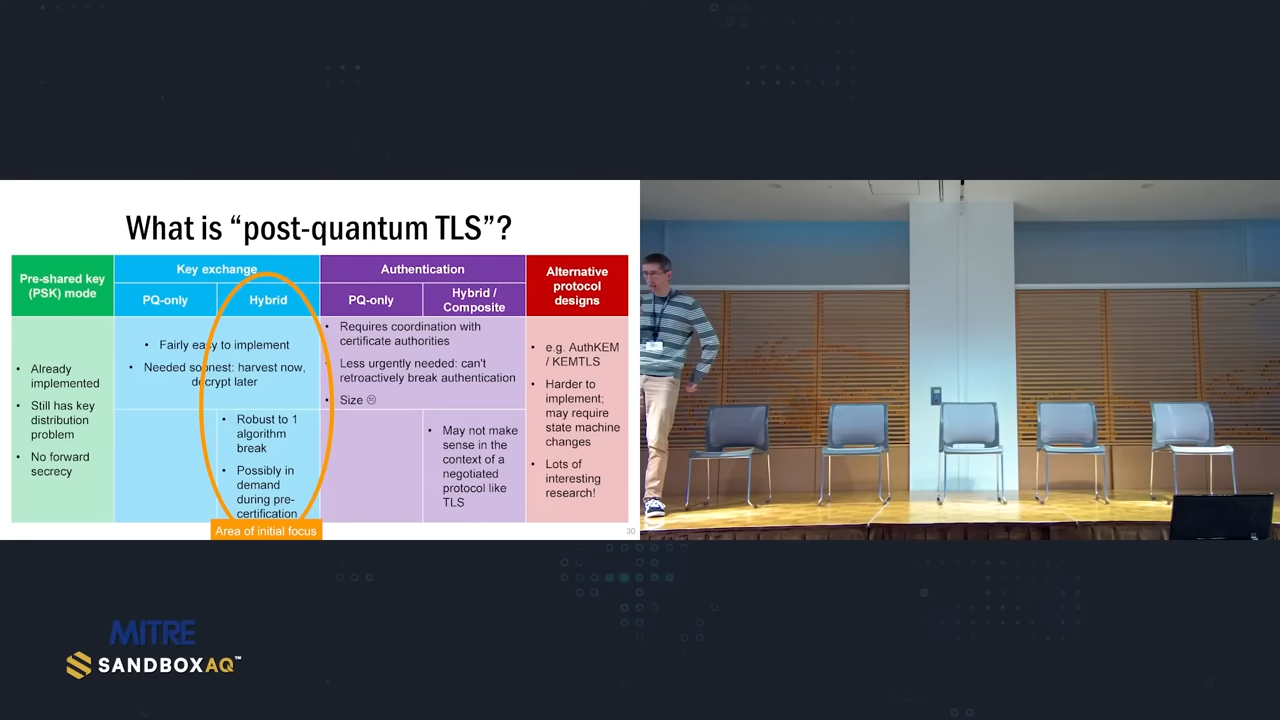 What is “post-quantum TLS”?
Pre-shared key
(PSK) mode
Key exchange
Authentication
Alternative
protocol
designs
PQ-only
Hybrid
PQ-only
Hybrid /
Composite
• Already
implemented
• Still has key
distribution
problem
• No forward
secrecy
• Fairly easy to implement
• Needed soonest: harvest now,
decrypt later
• Robust to 1
algorithm
break
• Possibly in
demand
during pre-
certification
• Requires coordination with
certificate authorities
• Less urgently needed: can't
retroactively break authentication
• Size ☹
• May not make
sense in the
context of a
negotiated
protocol like
TLS
• e.g. AuthKEM
/ KEMTLS
• Harder to
implement;
may require
state machine
changes
• Lots of
interesting
research!
Area of initial focus
30
MITRE
SANDBOXAQ™